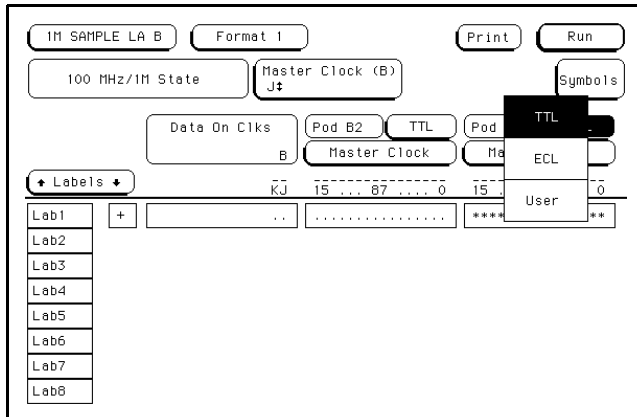 1M SAMPLE LA B Format 1 Print Run
100 MHz/1M State Master Clock (B) Symbols
J↕
Data On Clks Pod B2 TTL Pod TTL
B Master Clock Ma ECL
User
↑ Labels ↓ KJ 15 ... 87 .... 0 15 . 0
Lab1 + .. ................ **** **
Lab2
Lab3
Lab4
Lab5
Lab6
Lab7
Lab8